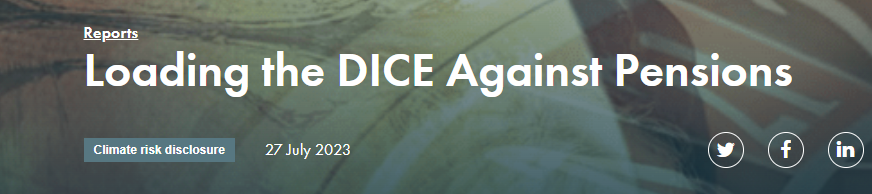 Reports
Loading the DICE Against Pensions
Climate risk disclosure
27 July 2023